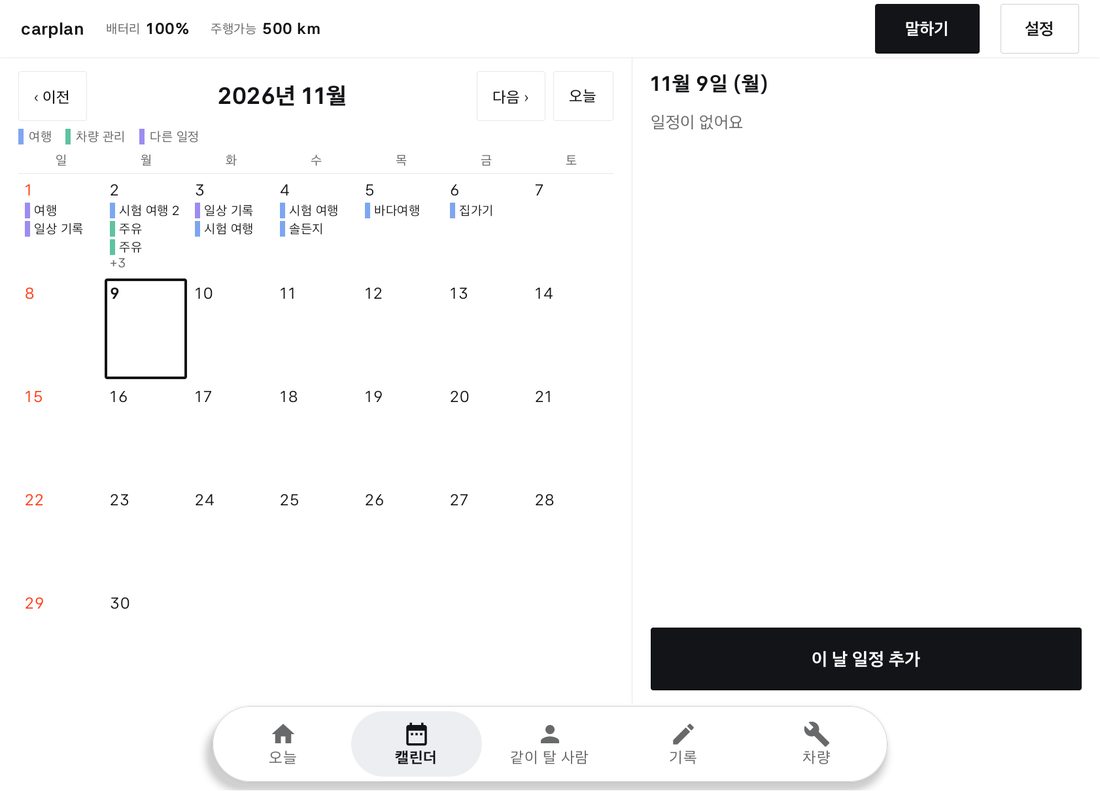 carplan 배터리 100% 주행가능 500 km 말하기 설정
‹ 이전 2026년 11월 다음 › 오늘
여행 차량 관리 다른 일정
일 월 화 수 목 금 토
1 2 3 4 5 6 7
여행 시험 여행 2 일상 기록 시험 여행 바다여행 집가기
일상 기록 주유 시험 여행 솔든지
주유
+3
8 9 10 11 12 13 14
15 16 17 18 19 20 21
22 23 24 25 26 27 28
29 30
11월 9일 (월)
일정이 없어요
이 날 일정 추가
오늘 캘린더 같이 탈 사람 기록 차량